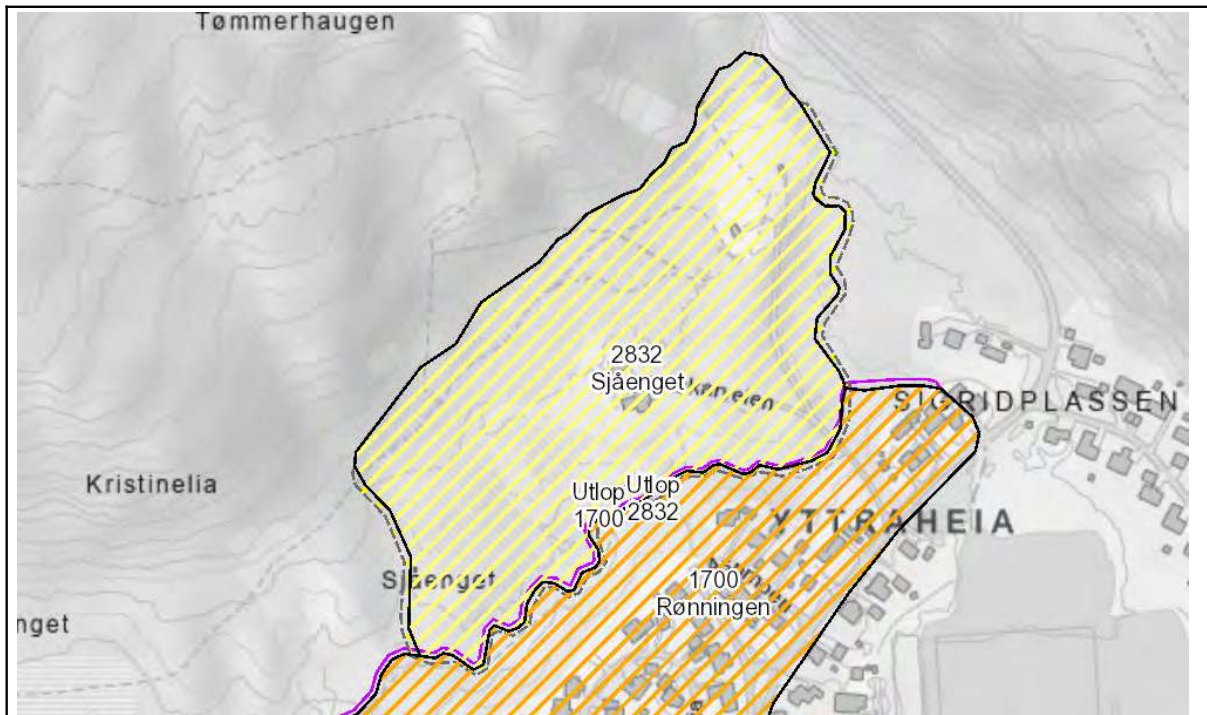 Tømmerhaugen
2832
Sjåenget
SIGRIDPLASSEN
Kristinelia
Utlop
1700
Utlop
2832
YTTRAHEIA
Sjåenget
1700
Rønningen
nget